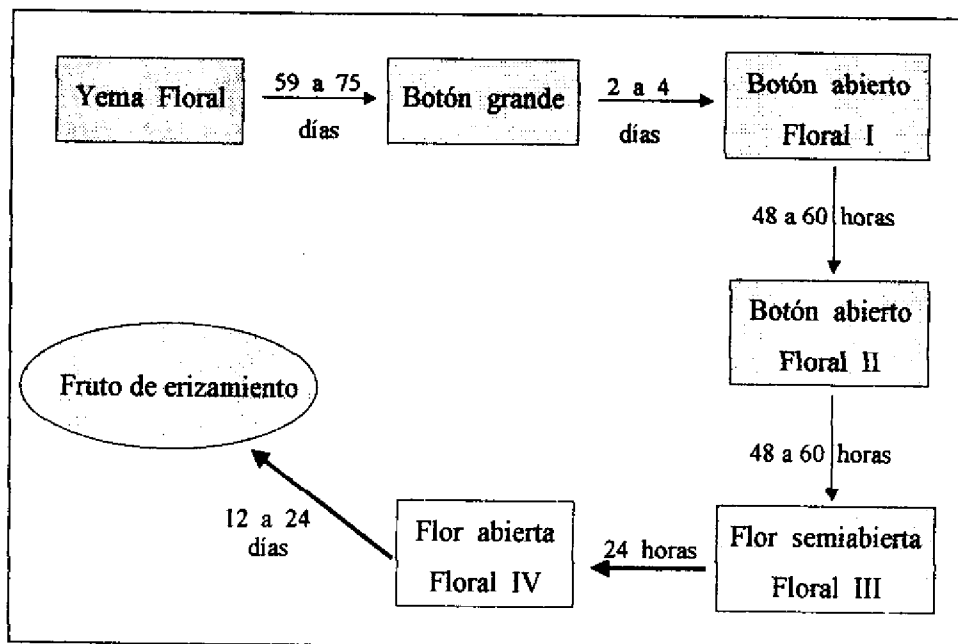 Yema Floral
59 a 75
días
Botón grande
2 a 4
días
Botón abierto
Floral I
48 a 60 horas
Botón abierto
Floral II
48 a 60 horas
Flor semiabierta
Floral III
24 horas
Flor abierta
Floral IV
12 a 24
días
Fruto de erizamiento